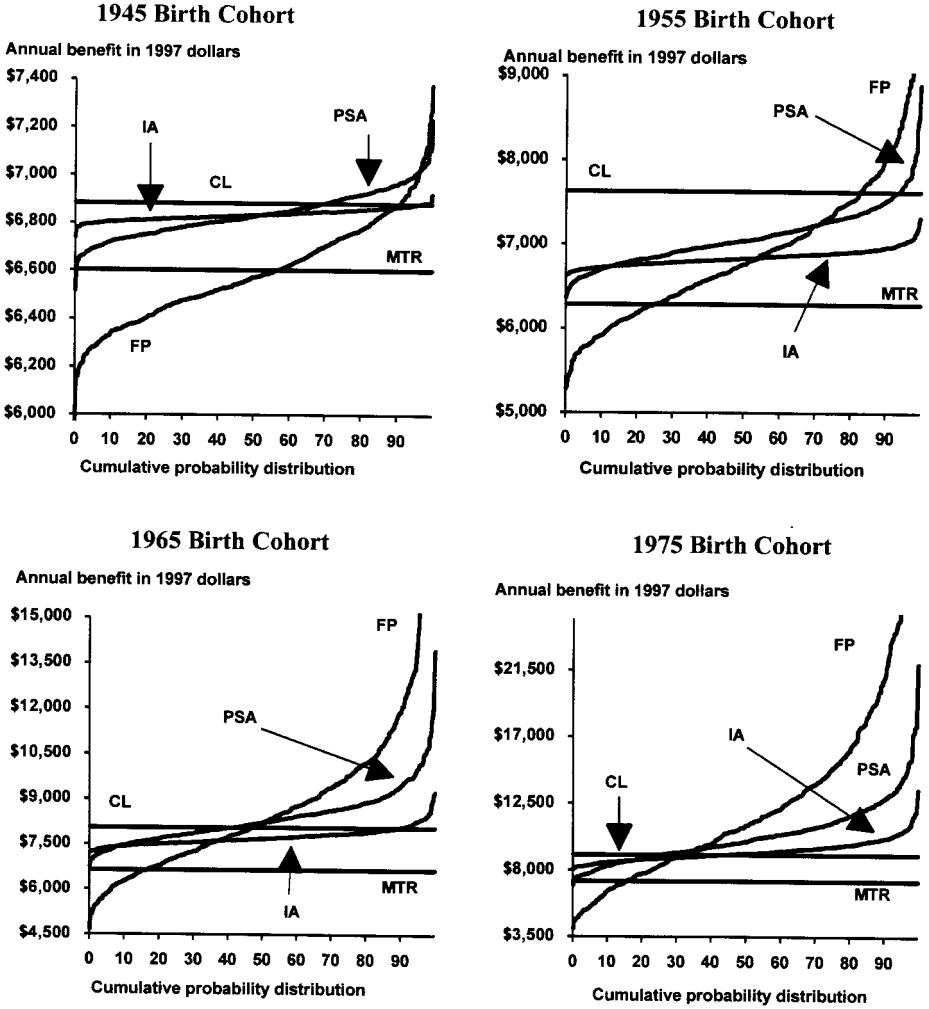 1945 Birth Cohort
Annual benefit in 1997 dollars
$7,400
$7,200
$7,000
$6,800
$6,600
$6,400
$6,200
$6,000
IA
PSA
CL
MTR
FP
0 10 20 30 40 50 60 70 80 90
Cumulative probability distribution
1955 Birth Cohort
Annual benefit in 1997 dollars
$9,000
$8,000
$7,000
$6,000
$5,000
FP
PSA
CL
MTR
IA
0 10 20 30 40 50 60 70 80 90
Cumulative probability distribution
1965 Birth Cohort
Annual benefit in 1997 dollars
$15,000
$13,500
$12,000
$10,500
$9,000
$7,500
$6,000
$4,500
FP
PSA
CL
MTR
IA
0 10 20 30 40 50 60 70 80 90
Cumulative probability distribution
1975 Birth Cohort
Annual benefit in 1997 dollars
$21,500
$17,000
$12,500
$8,000
$3,500
FP
IA
PSA
CL
MTR
0 10 20 30 40 50 60 70 80 90
Cumulative probability distribution